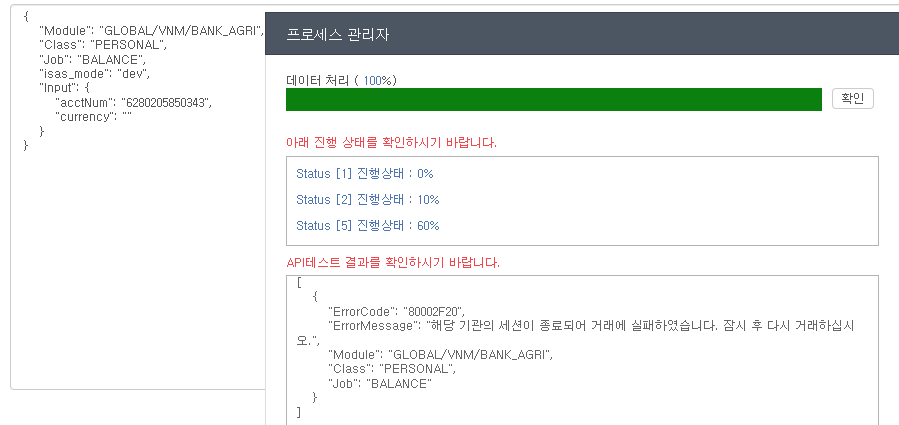 {
"Module": "GLOBAL/VNM/BANK_AGRI",
"Class": "PERSONAL",
"Job": "BALANCE",
"isas_mode": "dev",
"Input": {
"acctNum": "6280205850343",
"currency": ""
}
}
프로세스 관리자
데이터 처리 ( 100%)
확인
아래 진행 상태를 확인하시기 바랍니다.
Status [1] 진행상태 : 0%
Status [2] 진행상태 : 10%
Status [5] 진행상태 : 60%
API테스트 결과를 확인하시기 바랍니다.
[
{
"ErrorCode": "80002F20",
"ErrorMessage": "해당 기관의 세션이 종료되어 거래에 실패하였습니다. 잠시 후 다시 거래하십시
오.",
"Module": "GLOBAL/VNM/BANK_AGRI",
"Class": "PERSONAL",
"Job": "BALANCE"
}
]